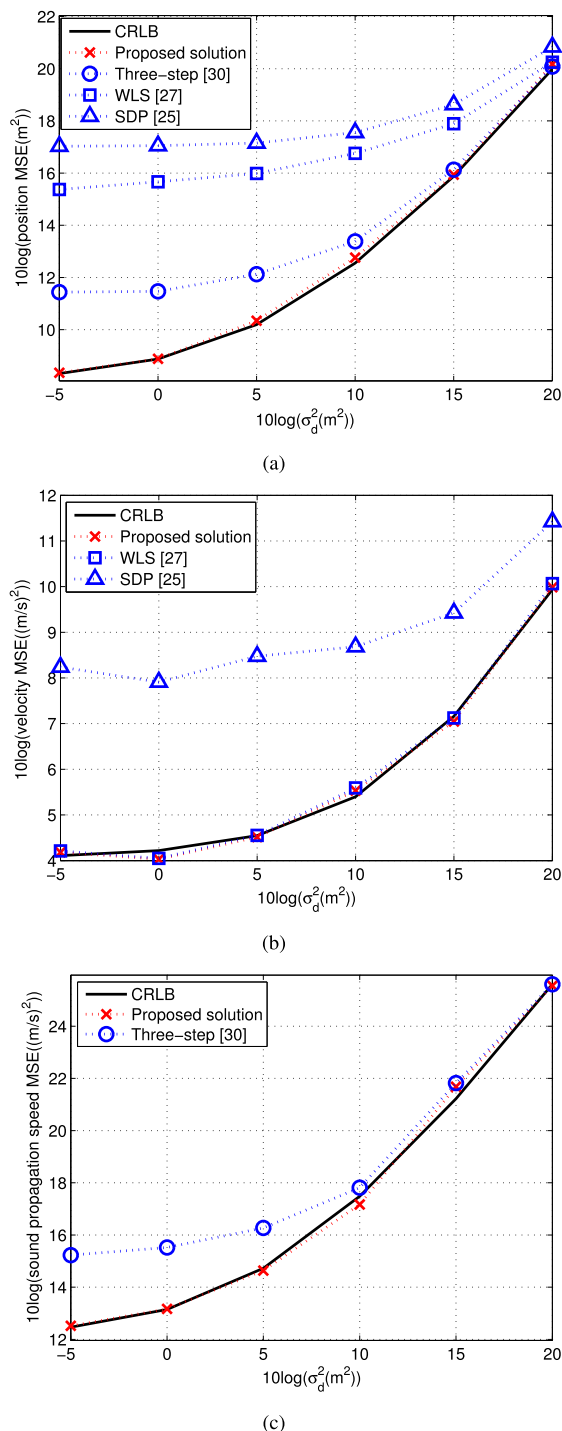 22
20
18
16
14
12
10
10log(position MSE(m²))
CRLB
Proposed solution
Three−step [30]
WLS [27]
SDP [25]
−5 0 5 10 15 20
10log(σ_d²(m²))
(a)
12
11
10
9
8
7
6
5
4
10log(velocity MSE((m/s)²))
CRLB
Proposed solution
WLS [27]
SDP [25]
−5 0 5 10 15 20
10log(σ_d²(m²))
(b)
24
22
20
18
16
14
12
10log(sound propagation speed MSE((m/s)²))
CRLB
Proposed solution
Three−step [30]
−5 0 5 10 15 20
10log(σ_d²(m²))
(c)